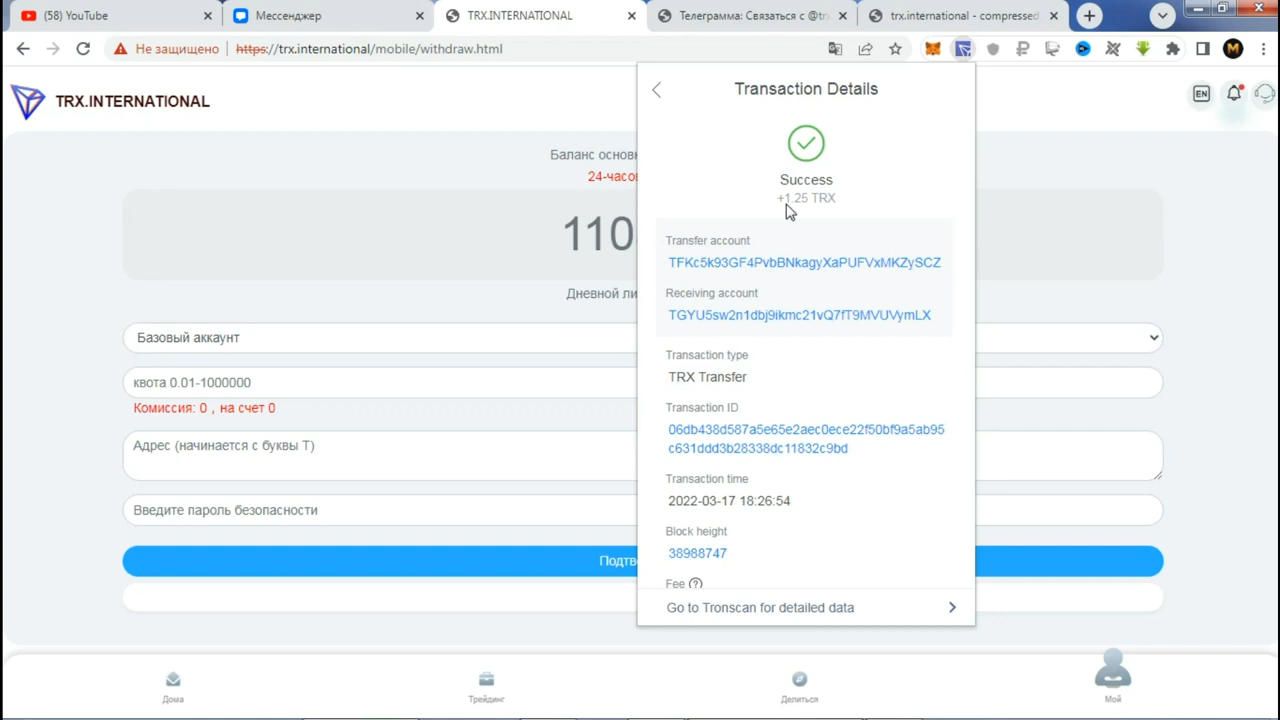 (58) YouTube
Мессенджер
TRX.INTERNATIONAL
Телеграмма: Связаться с @tr
trx.international - compressed
Не защищено
https://trx.international/mobile/withdraw.html
TRX.INTERNATIONAL
EN
Баланс основ
24-часо
110
Дневной ли
Базовый аккаунт
квота 0.01-1000000
Комиссия: 0 , на счет 0
Адрес (начинается с буквы T)
Введите пароль безопасности
Подтв
Transaction Details
Success
+1.25 TRX
Transfer account
TFKc5k93GF4PvbBNkagyXaPUFVxMKZySCZ
Receiving account
TGYU5sw2n1dbj9ikmc21vQ7fT9MVUVymLX
Transaction type
TRX Transfer
Transaction ID
06db438d587a5e65e2aec0ece22f50bf9a5ab95
c631ddd3b28338dc11832c9bd
Transaction time
2022-03-17 18:26:54
Block height
38988747
Fee
Go to Tronscan for detailed data
Дома
Трейдинг
Делиться
Мой